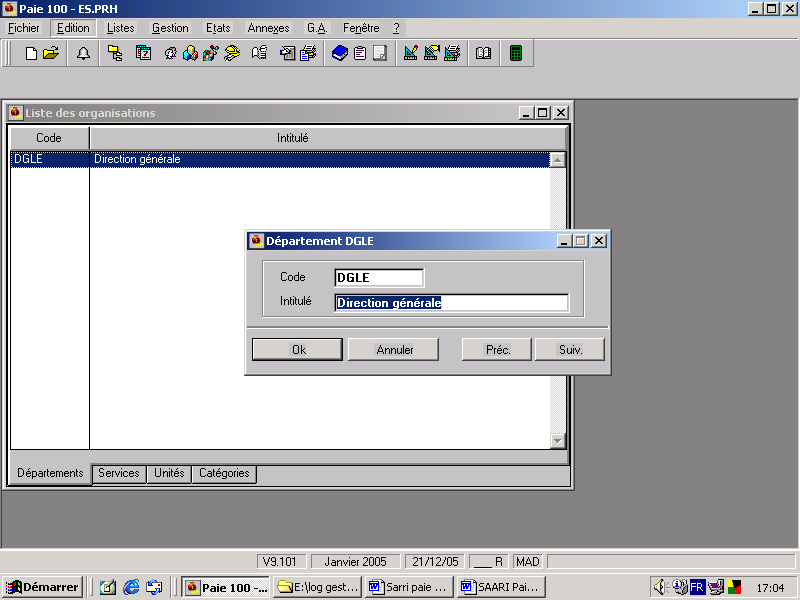 Paie 100 - ES.PRH
Fichier Edition Listes Gestion Etats Annexes G.A. Fenêtre ?
Liste des organisations
Code Intitulé
DGLE Direction générale
Département DGLE
Code DGLE
Intitulé Direction générale
Ok Annuler Préc. Suiv.
Départements Services Unités Catégories
V9.101 Janvier 2005 21/12/05 ___ R MAD
Démarrer Paie 100 -... E:\log gest... Sarri paie ... SAARI Pai... FR 17:04